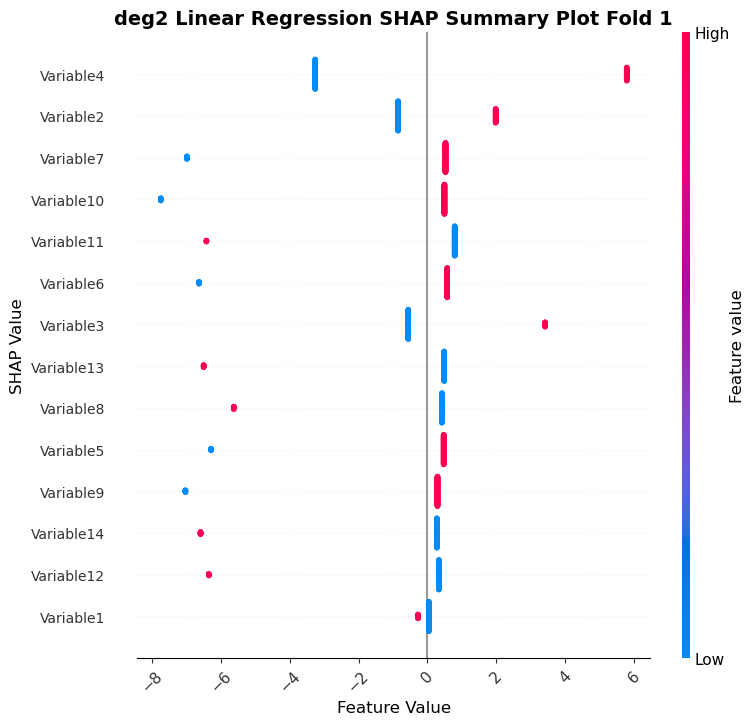 deg2 Linear Regression SHAP Summary Plot Fold 1
High
Variable4
Variable2
Variable7
Variable10
Variable11
Variable6
Variable3
Variable13
Variable8
Variable5
Variable9
Variable14
Variable12
Variable1
SHAP Value
Feature value
Low
−8 −6 −4 −2 0 2 4 6
Feature Value